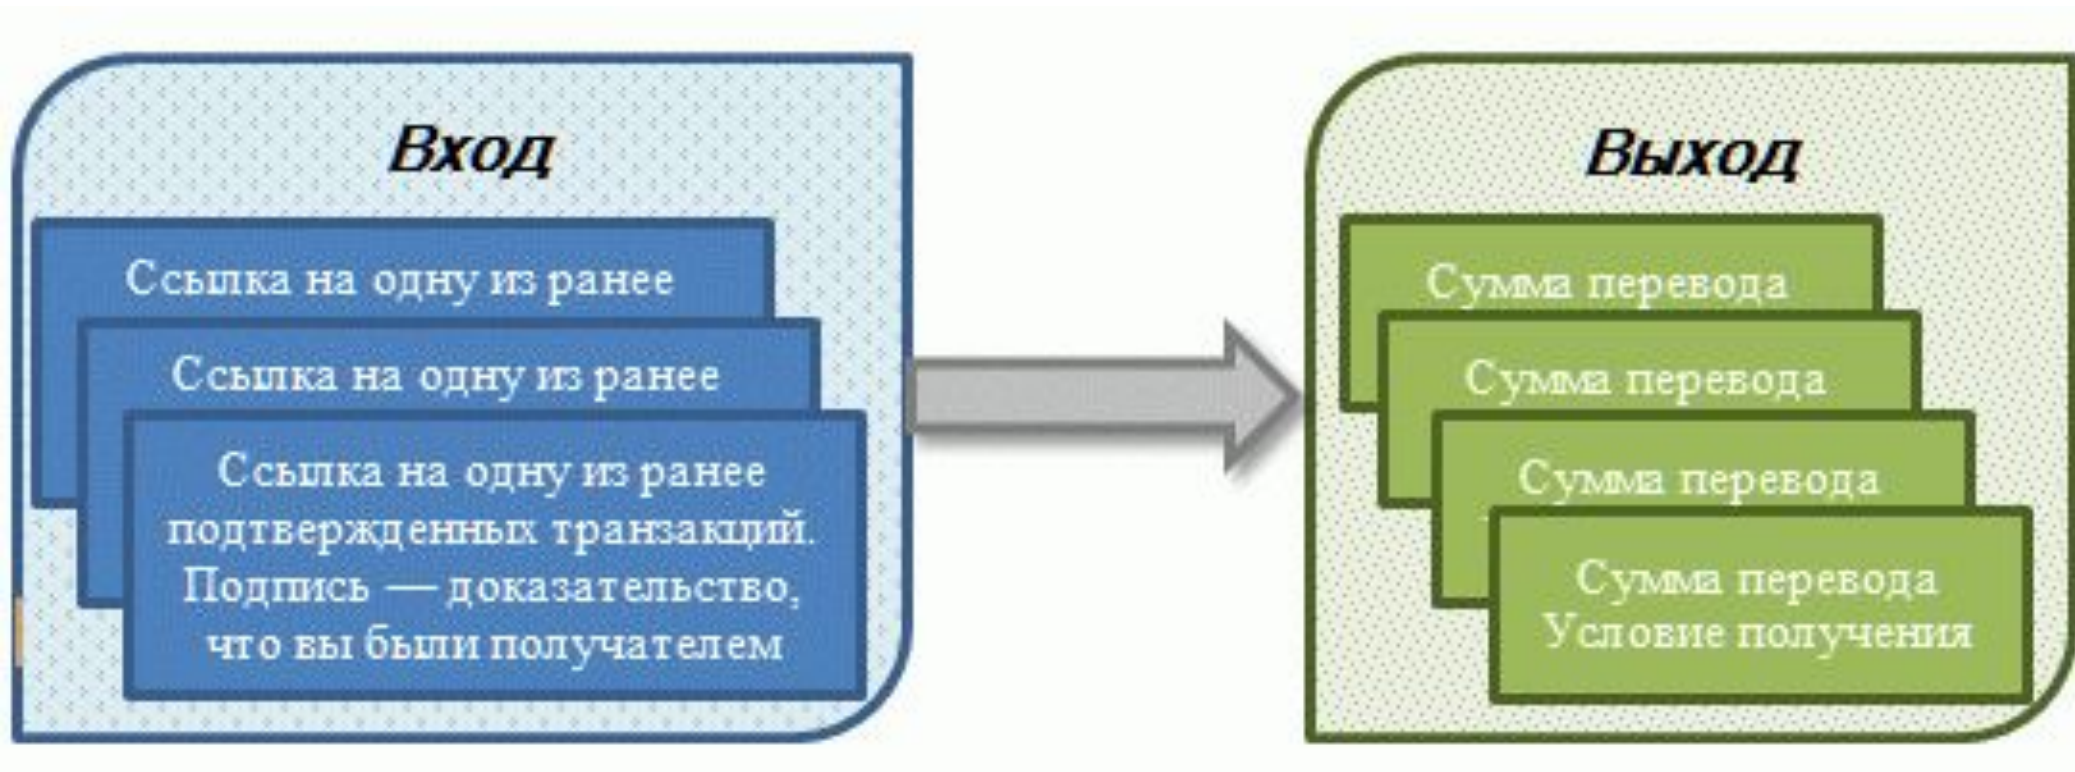 Вход
Ссылка на одну из ранее
Ссылка на одну из ранее
Ссылка на одну из ранее
подтвержденных транзакций.
Подпись — доказательство,
что вы были получателем
Выход
Сумма перевода
Сумма перевода
Сумма перевода
Сумма перевода
Условие получения